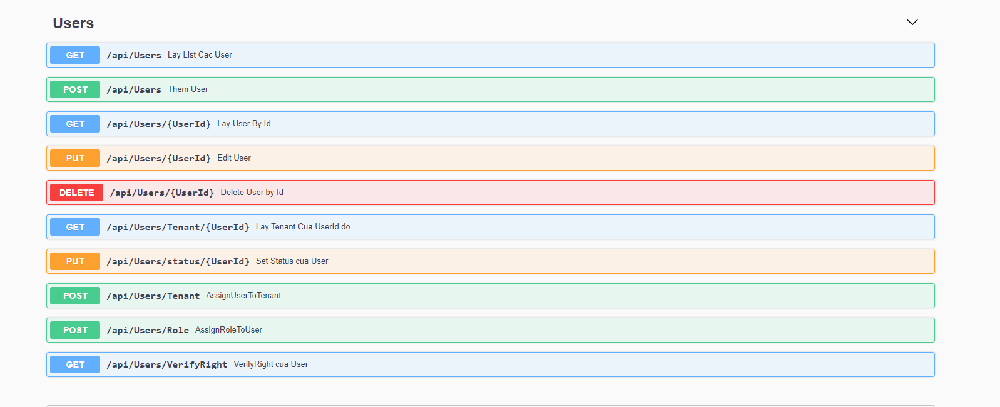 Users
GET /api/Users Lay List Cac User
POST /api/Users Them User
GET /api/Users/{UserId} Lay User By Id
PUT /api/Users/{UserId} Edit User
DELETE /api/Users/{UserId} Delete User by Id
GET /api/Users/Tenant/{UserId} Lay Tenant Cua UserId do
PUT /api/Users/status/{UserId} Set Status cua User
POST /api/Users/Tenant AssignUserToTenant
POST /api/Users/Role AssignRoleToUser
GET /api/Users/VerifyRight VerifyRight cua User